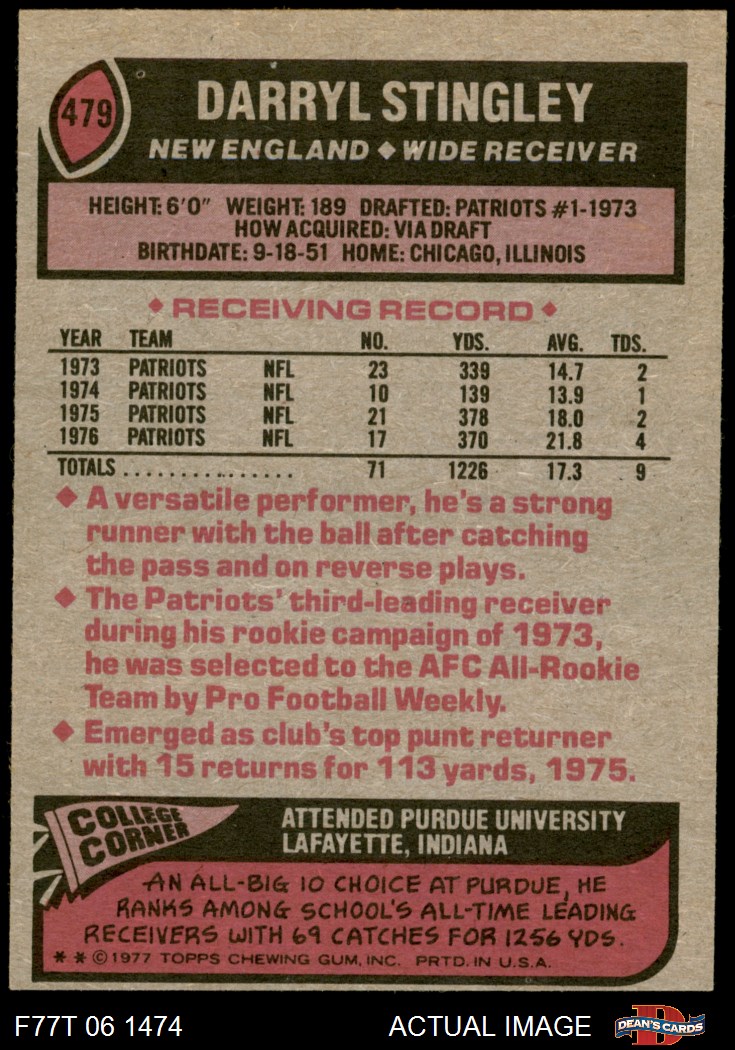 479
DARRYL STINGLEY
NEW ENGLAND ◆ WIDE RECEIVER
HEIGHT: 6'0" WEIGHT: 189 DRAFTED: PATRIOTS #1-1973
HOW ACQUIRED: VIA DRAFT
BIRTHDATE: 9-18-51 HOME: CHICAGO, ILLINOIS
◆ RECEIVING RECORD ◆
YEAR TEAM NO. YDS. AVG. TDS.
1973 PATRIOTS NFL 23 339 14.7 2
1974 PATRIOTS NFL 10 139 13.9 1
1975 PATRIOTS NFL 21 378 18.0 2
1976 PATRIOTS NFL 17 370 21.8 4
TOTALS ................ 71 1226 17.3 9
◆ A versatile performer, he's a strong
runner with the ball after catching
the pass and on reverse plays.
◆ The Patriots' third-leading receiver
during his rookie campaign of 1973,
he was selected to the AFC All-Rookie
Team by Pro Football Weekly.
◆ Emerged as club's top punt returner
with 15 returns for 113 yards, 1975.
COLLEGE
CORNER
ATTENDED PURDUE UNIVERSITY
LAFAYETTE, INDIANA
AN ALL-BIG 10 CHOICE AT PURDUE, HE
RANKS AMONG SCHOOL'S ALL-TIME LEADING
RECEIVERS WITH 69 CATCHES FOR 1256 YDS.
* * © 1977 TOPPS CHEWING GUM, INC. PRTD. IN U.S.A.
F77T 06 1474 ACTUAL IMAGE
D
DEAN'S CARDS